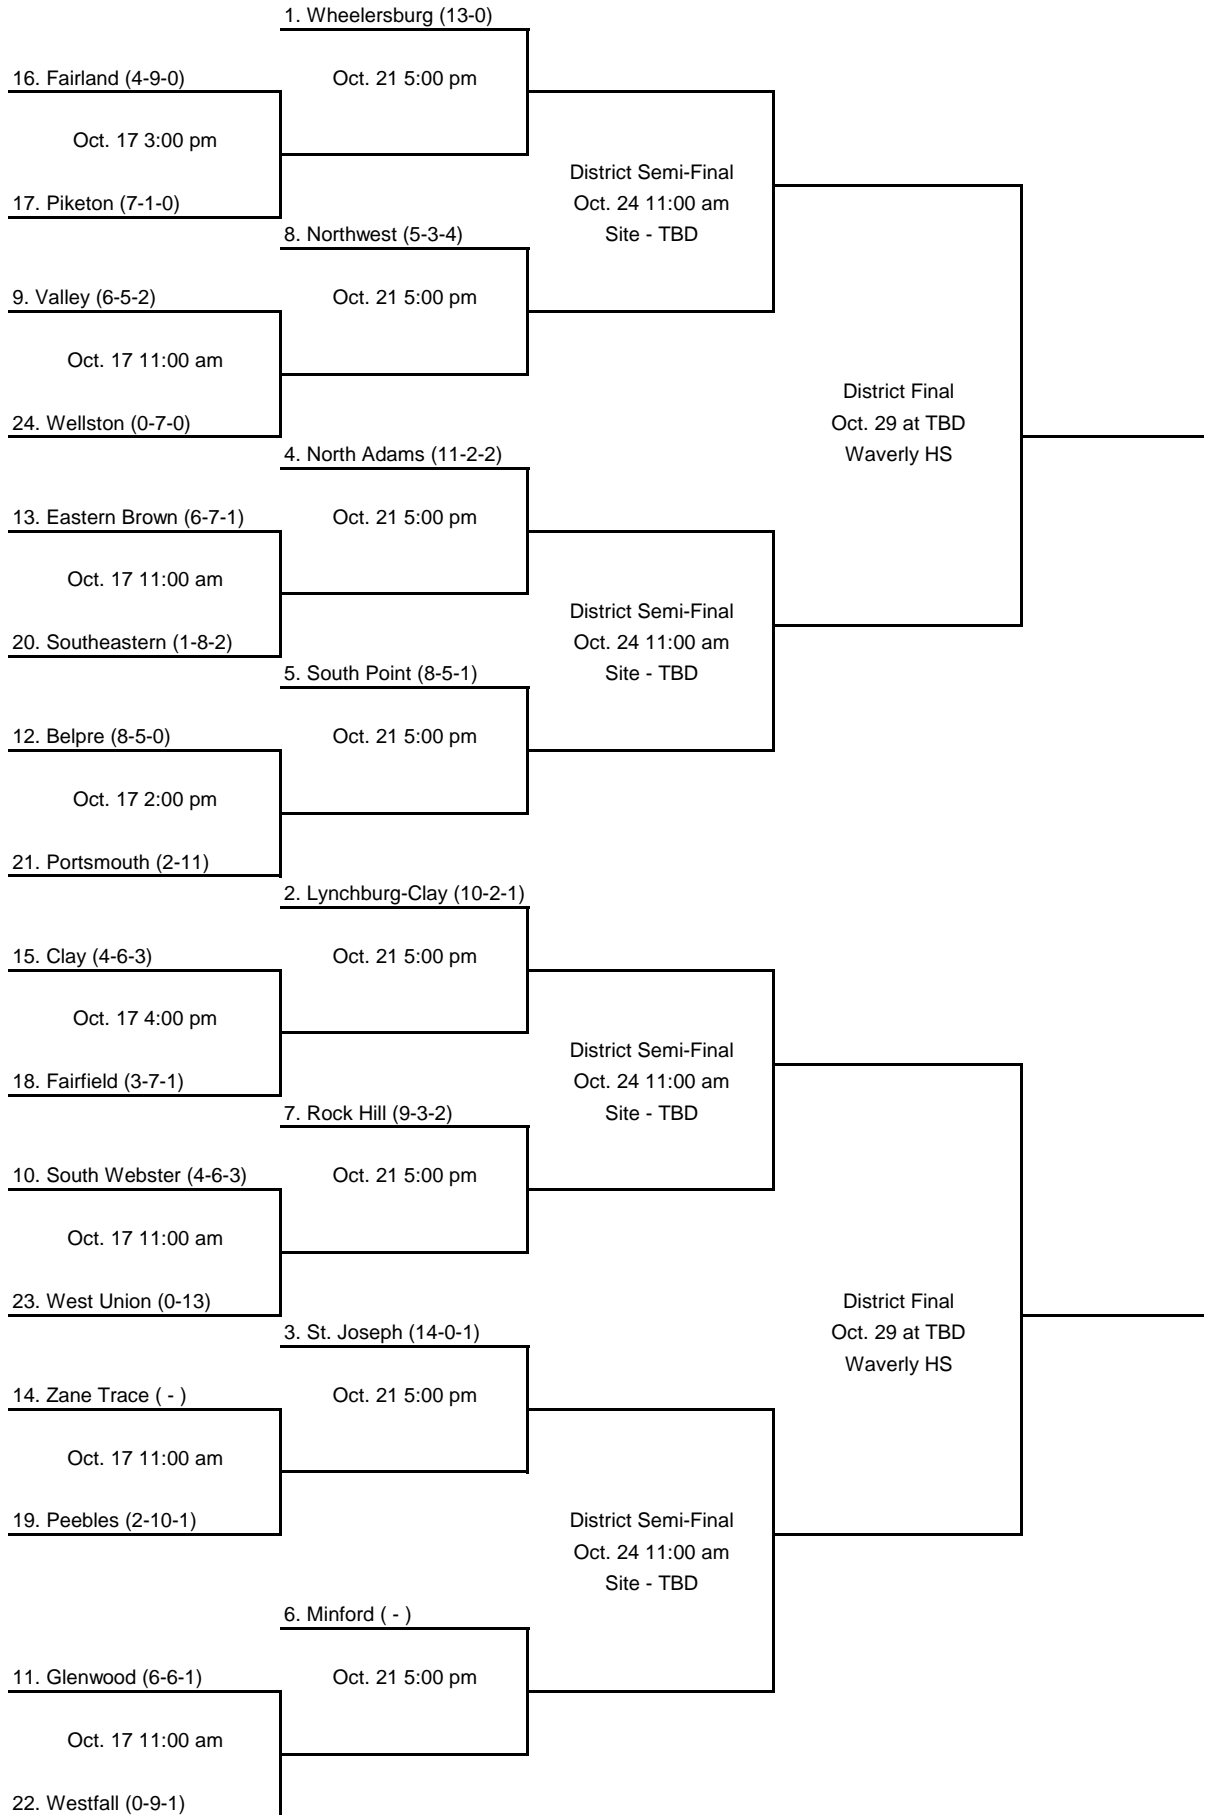 1. Wheelersburg (13-0)
16. Fairland (4-9-0)
Oct. 21 5:00 pm
Oct. 17 3:00 pm
District Semi-Final
17. Piketon (7-1-0)
Oct. 24 11:00 am
8. Northwest (5-3-4)
Site - TBD
9. Valley (6-5-2)
Oct. 21 5:00 pm
Oct. 17 11:00 am
District Final
24. Wellston (0-7-0)
Oct. 29 at TBD
4. North Adams (11-2-2)
Waverly HS
13. Eastern Brown (6-7-1)
Oct. 21 5:00 pm
Oct. 17 11:00 am
District Semi-Final
20. Southeastern (1-8-2)
Oct. 24 11:00 am
5. South Point (8-5-1)
Site - TBD
12. Belpre (8-5-0)
Oct. 21 5:00 pm
Oct. 17 2:00 pm
21. Portsmouth (2-11)
2. Lynchburg-Clay (10-2-1)
15. Clay (4-6-3)
Oct. 21 5:00 pm
Oct. 17 4:00 pm
District Semi-Final
18. Fairfield (3-7-1)
Oct. 24 11:00 am
7. Rock Hill (9-3-2)
Site - TBD
10. South Webster (4-6-3)
Oct. 21 5:00 pm
Oct. 17 11:00 am
23. West Union (0-13)
District Final
3. St. Joseph (14-0-1)
Oct. 29 at TBD
Waverly HS
14. Zane Trace ( - )
Oct. 21 5:00 pm
Oct. 17 11:00 am
19. Peebles (2-10-1)
District Semi-Final
Oct. 24 11:00 am
Site - TBD
6. Minford ( - )
11. Glenwood (6-6-1)
Oct. 21 5:00 pm
Oct. 17 11:00 am
22. Westfall (0-9-1)